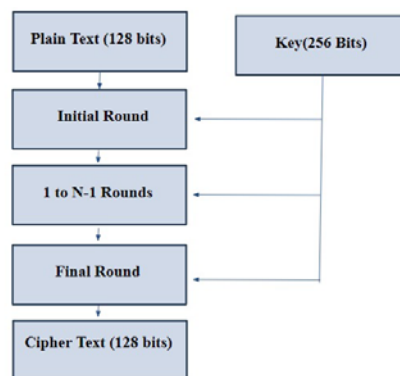 Plain Text (128 bits)
Key(256 Bits)
Initial Round
1 to N-1 Rounds
Final Round
Cipher Text (128 bits)